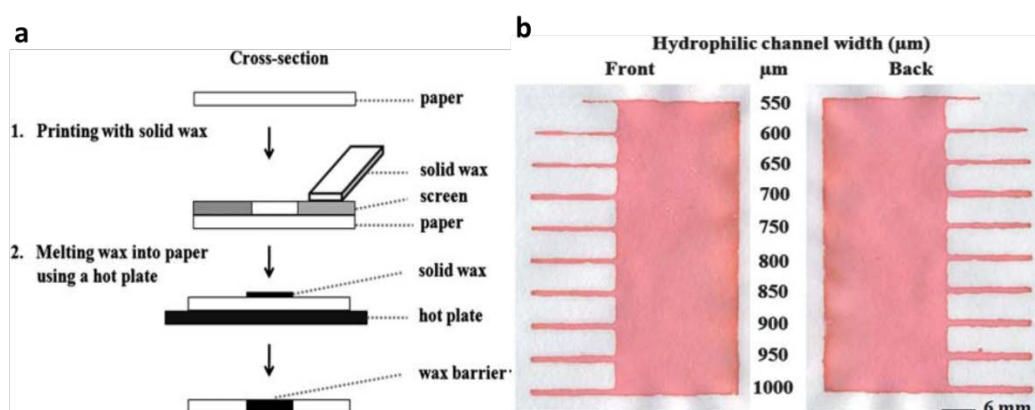 a
Cross-section
paper
1. Printing with solid wax
solid wax
screen
paper
2. Melting wax into paper
using a hot plate
solid wax
hot plate
wax barrier
b
Hydrophilic channel width (µm)
Front µm Back
550
600
650
700
750
800
850
900
950
1000
6 mm